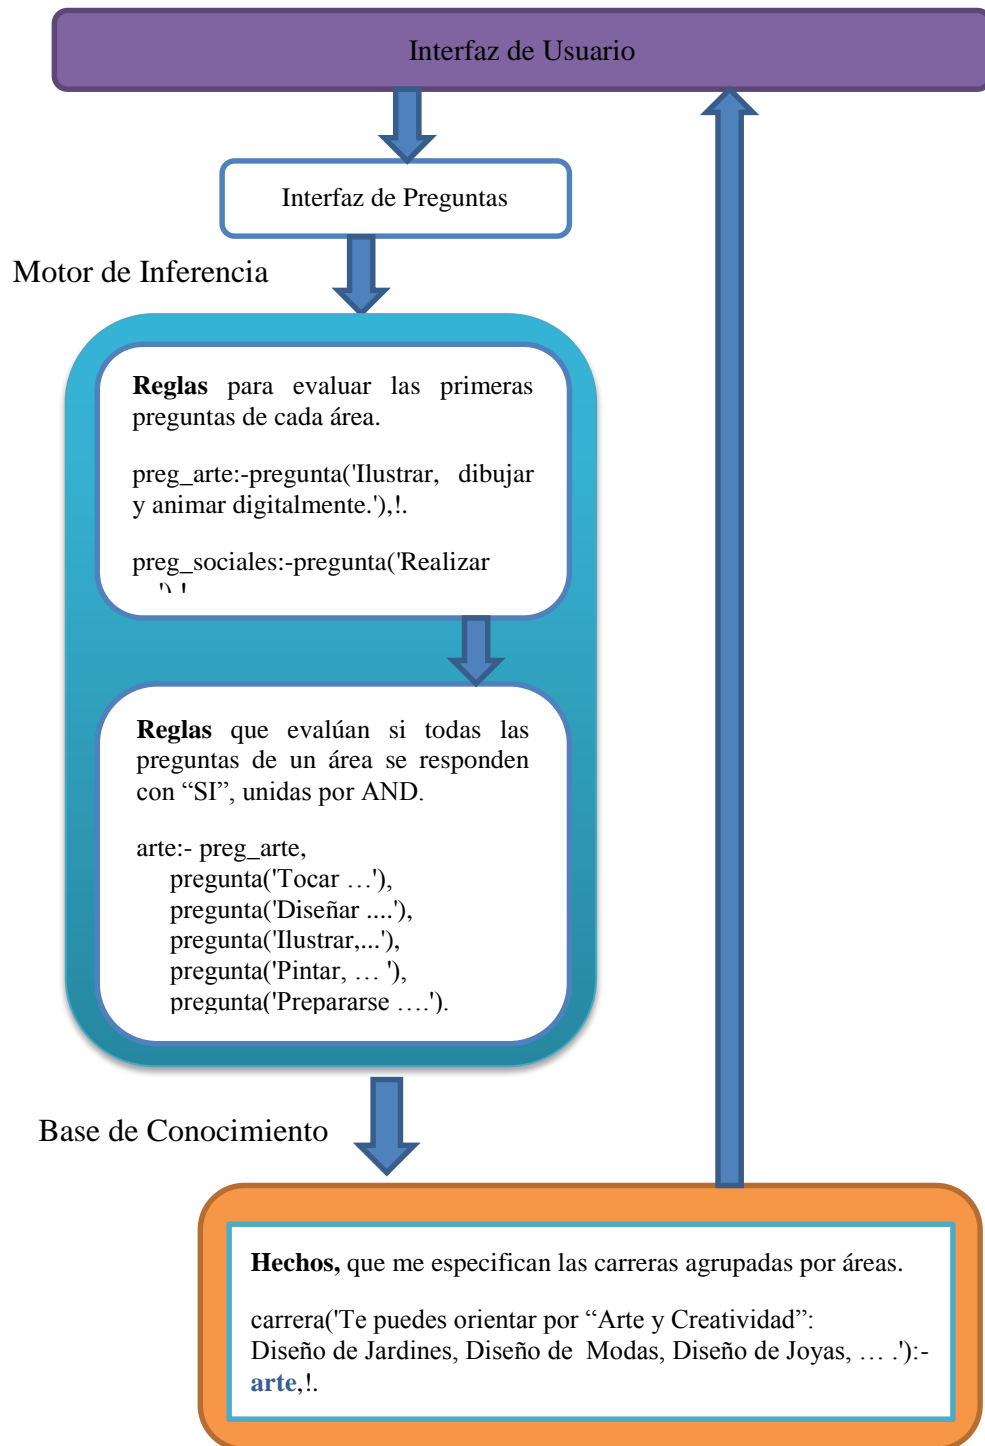 Interfaz de Usuario
Interfaz de Preguntas
Motor de Inferencia
Reglas para evaluar las primeras
preguntas de cada área.
preg_arte:-pregunta('Ilustrar, dibujar
y animar digitalmente.'),!.
preg_sociales:-pregunta('Realizar
Reglas que evalúan si todas las
preguntas de un área se responden
con “SI”, unidas por AND.
arte:- preg_arte,
pregunta('Tocar …'),
pregunta('Diseñar ....'),
pregunta('Ilustrar,...'),
pregunta('Pintar, … '),
pregunta('Prepararse ….').
Base de Conocimiento
Hechos, que me especifican las carreras agrupadas por áreas.
carrera('Te puedes orientar por “Arte y Creatividad”:
Diseño de Jardines, Diseño de Modas, Diseño de Joyas, … .'):-
arte,!.